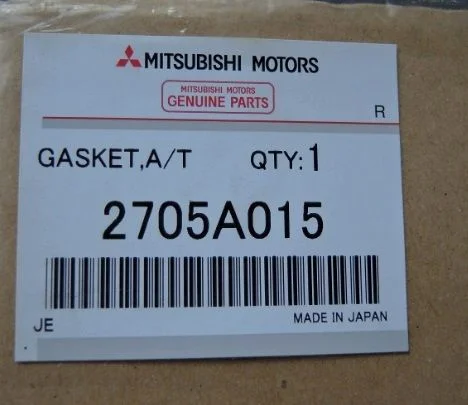 MITSUBISHI MOTORS
MITSUBISHI MOTORS
GENUINE PARTS
R
GASKET,A/T QTY:1
2705A015
JE MADE IN JAPAN